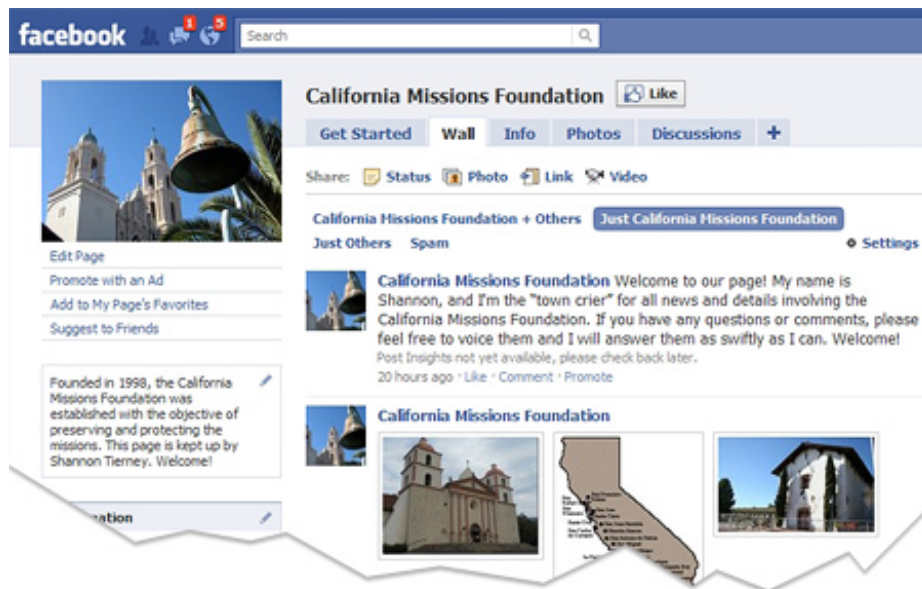 facebook
1
5
Search
California Missions Foundation
Like
Get Started
Wall
Info
Photos
Discussions
+
Share:
Status
Photo
Link
Video
California Missions Foundation + Others
Just California Missions Foundation
Just Others
Spam
Settings
Edit Page
Promote with an Ad
Add to My Page's Favorites
Suggest to Friends
Founded in 1998, the California
Missions Foundation was
established with the objective of
preserving and protecting the
missions. This page is kept up by
Shannon Tierney. Welcome!
California Missions Foundation Welcome to our page! My name is
Shannon, and I'm the "town crier" for all news and details involving the
California Missions Foundation. If you have any questions or comments, please
feel free to voice them and I will answer them as swiftly as I can. Welcome!
Post Insights not yet available, please check back later.
20 hours ago · Like · Comment · Promote
California Missions Foundation